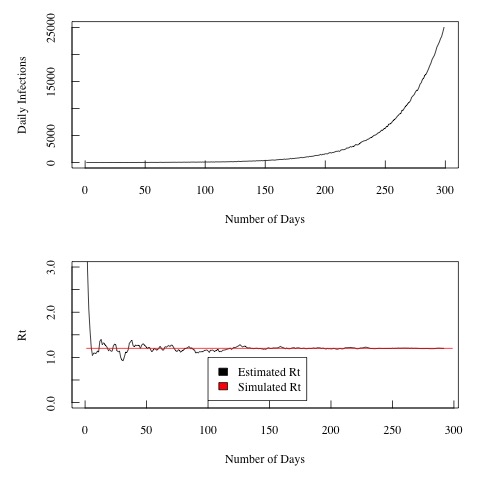 Daily Infections
25000
15000
5000
0
0 50 100 150 200 250 300
Number of Days
Rt
3.0
2.0
1.0
0.0
Estimated Rt
Simulated Rt
0 50 100 150 200 250 300
Number of Days